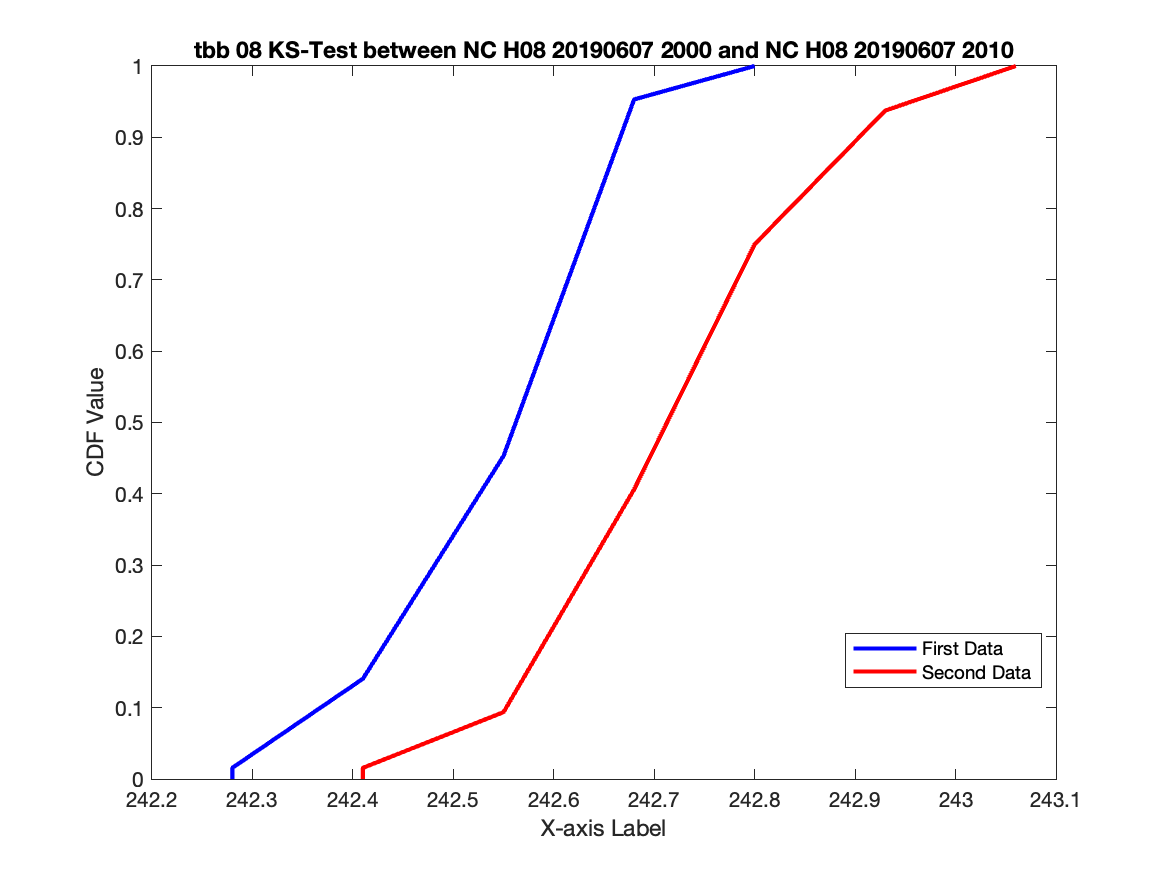 tbb 08 KS-Test between NC H08 20190607 2000 and NC H08 20190607 2010
1
0.9
0.8
0.7
0.6
0.5
0.4
0.3
0.2
0.1
0
CDF Value
First Data
Second Data
242.2 242.3 242.4 242.5 242.6 242.7 242.8 242.9 243 243.1
X-axis Label